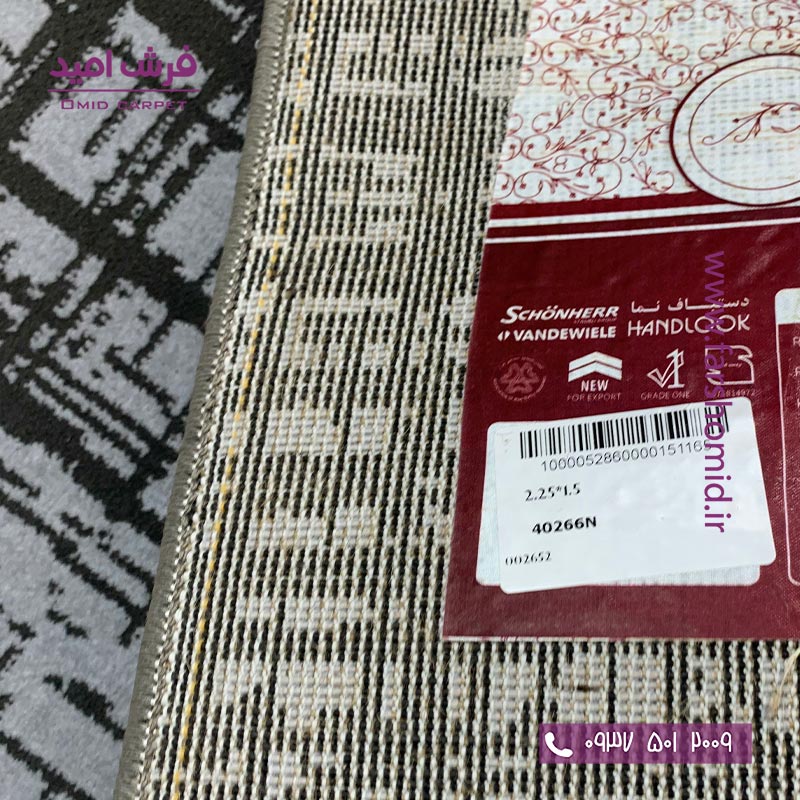 فرش امید
OMID CARPET
SCHÖNHERR
VANDEWIELE
دستباف نما
HANDLOOK
NEW
FOR EXPORT
GRADE ONE
www.farshomid.ir
2.25*1.5
40266N
002652
۰۹۳۷ ۵۰۱ ۲۰۰۹